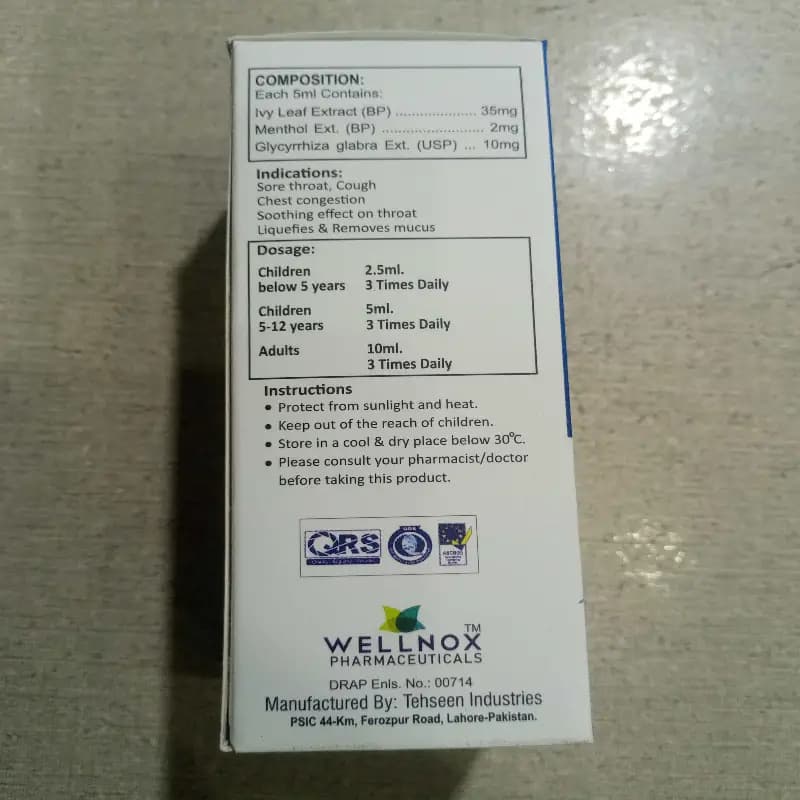 COMPOSITION:
Each 5ml Contains:
Ivy Leaf Extract (BP) .................... 35mg
Menthol Ext. (BP) ......................... 2mg
Glycyrrhiza glabra Ext. (USP) ... 10mg
Indications:
Sore throat, Cough
Chest congestion
Soothing effect on throat
Liquefies & Removes mucus
Dosage:
Children 2.5ml.
below 5 years 3 Times Daily
Children 5ml.
5-12 years 3 Times Daily
Adults 10ml.
3 Times Daily
Instructions
• Protect from sunlight and heat.
• Keep out of the reach of children.
• Store in a cool & dry place below 30°C.
• Please consult your pharmacist/doctor
before taking this product.
QRS
WELLNOX TM
PHARMACEUTICALS
DRAP Enls. No.: 00714
Manufactured By: Tehseen Industries
PSIC 44-Km, Ferozpur Road, Lahore-Pakistan.